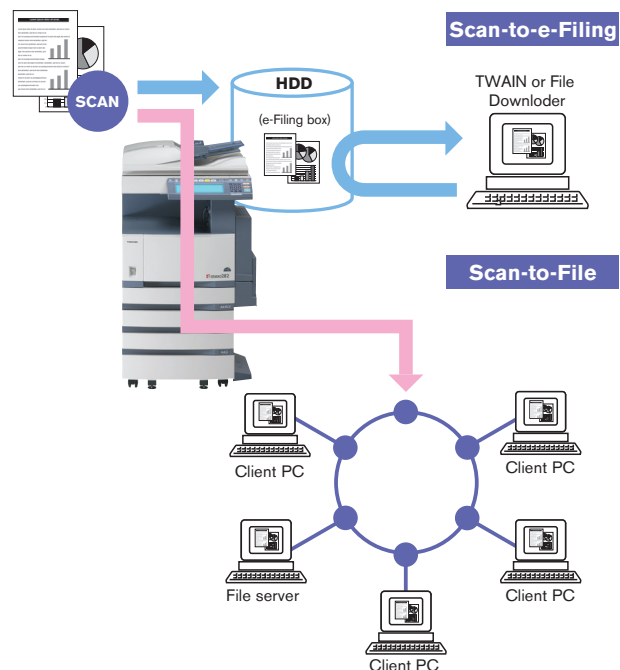 Scan-to-e-Filing
SCAN
HDD
(e-Filing box)
TWAIN or File
Downloder
Scan-to-File
Client PC
Client PC
File server
Client PC
Client PC